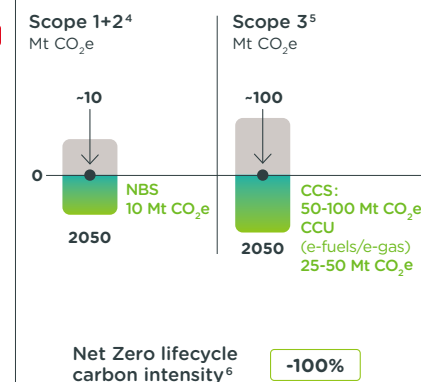 Scope 1+2⁴
Mt CO₂e
Scope 3⁵
Mt CO₂e
~10
~100
0
NBS
10 Mt CO₂e
2050
CCS:
50-100 Mt CO₂e
CCU
(e-fuels/e-gas)
25-50 Mt CO₂e
2050
Net Zero lifecycle
carbon intensity⁶
-100%